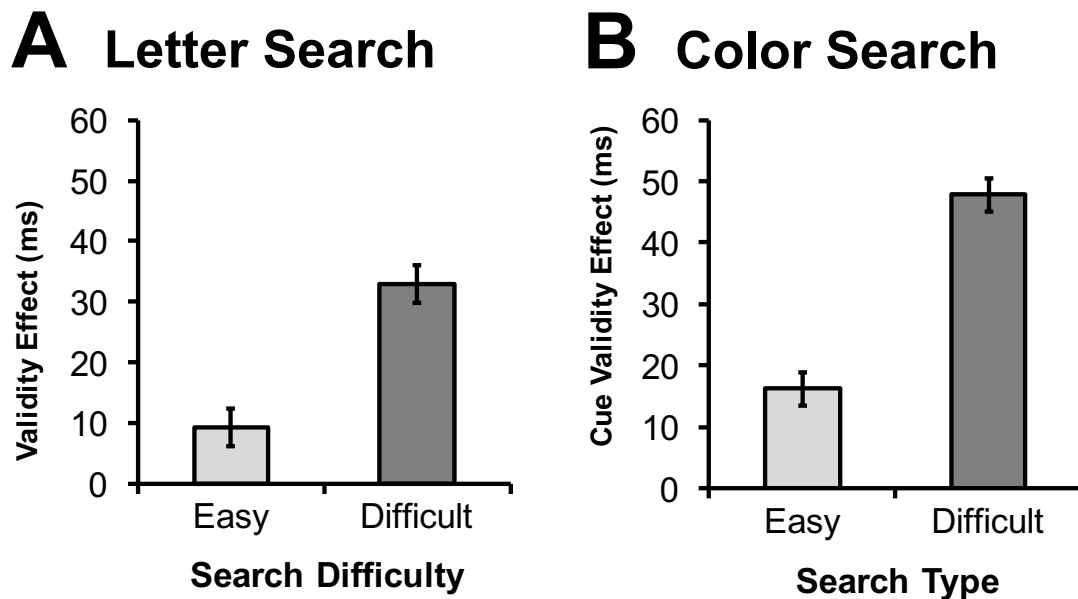 A Letter Search
Validity Effect (ms)
60
50
40
30
20
10
0
Easy Difficult
Search Difficulty
B Color Search
Cue Validity Effect (ms)
60
50
40
30
20
10
0
Easy Difficult
Search Type